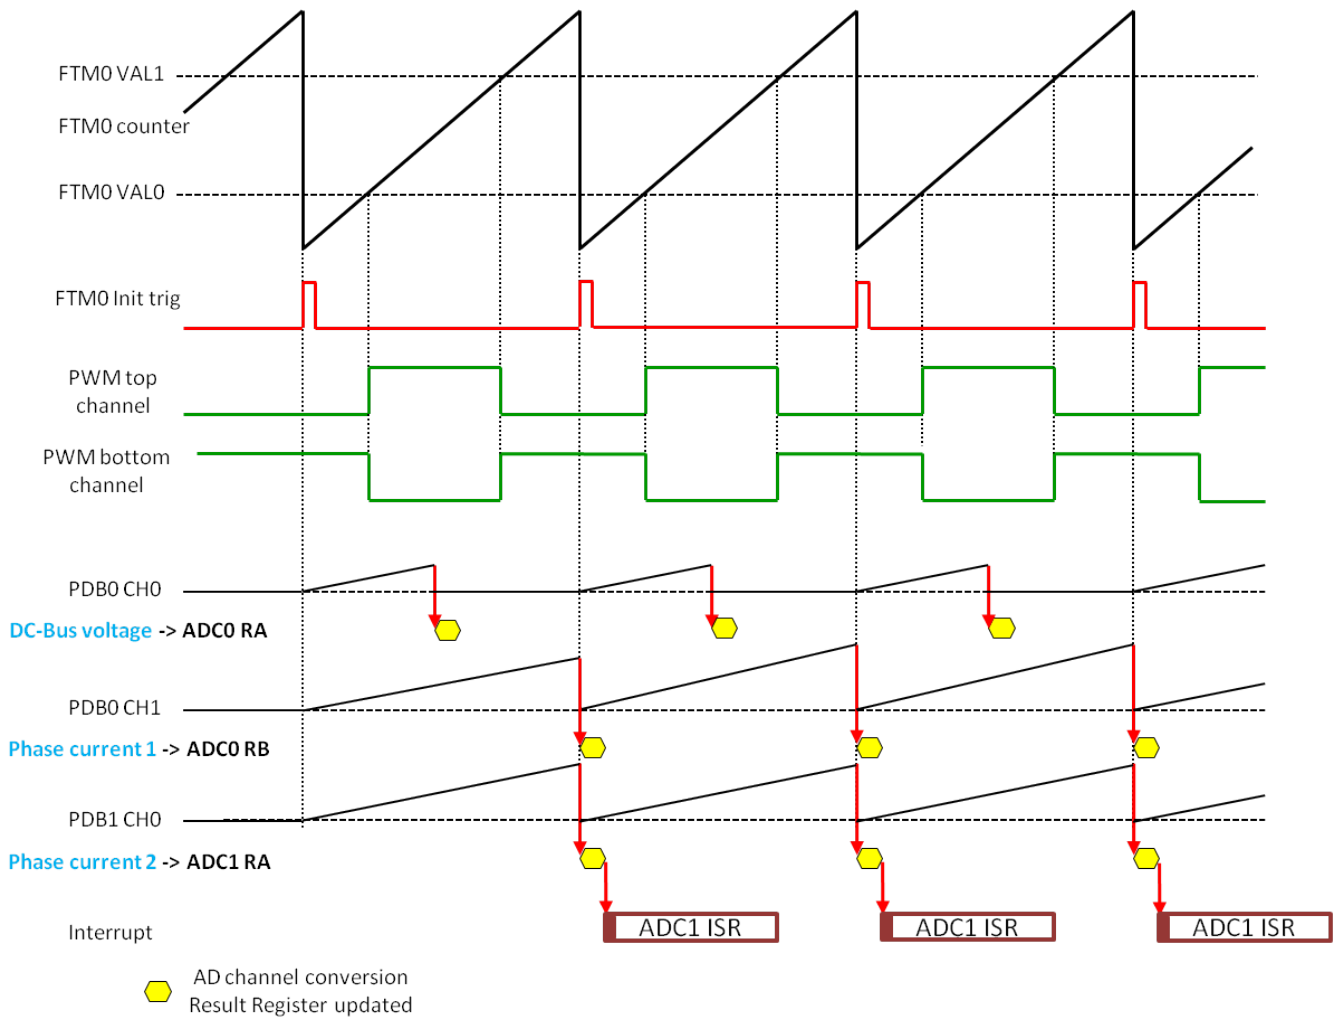 FTM0 VAL1
FTM0 counter
FTM0 VAL0
FTM0 Init trig
PWM top
channel
PWM bottom
channel
PDB0 CH0
DC-Bus voltage -> ADC0 RA
PDB0 CH1
Phase current 1 -> ADC0 RB
PDB1 CH0
Phase current 2 -> ADC1 RA
Interrupt
ADC1 ISR
ADC1 ISR
ADC1 ISR
AD channel conversion
Result Register updated